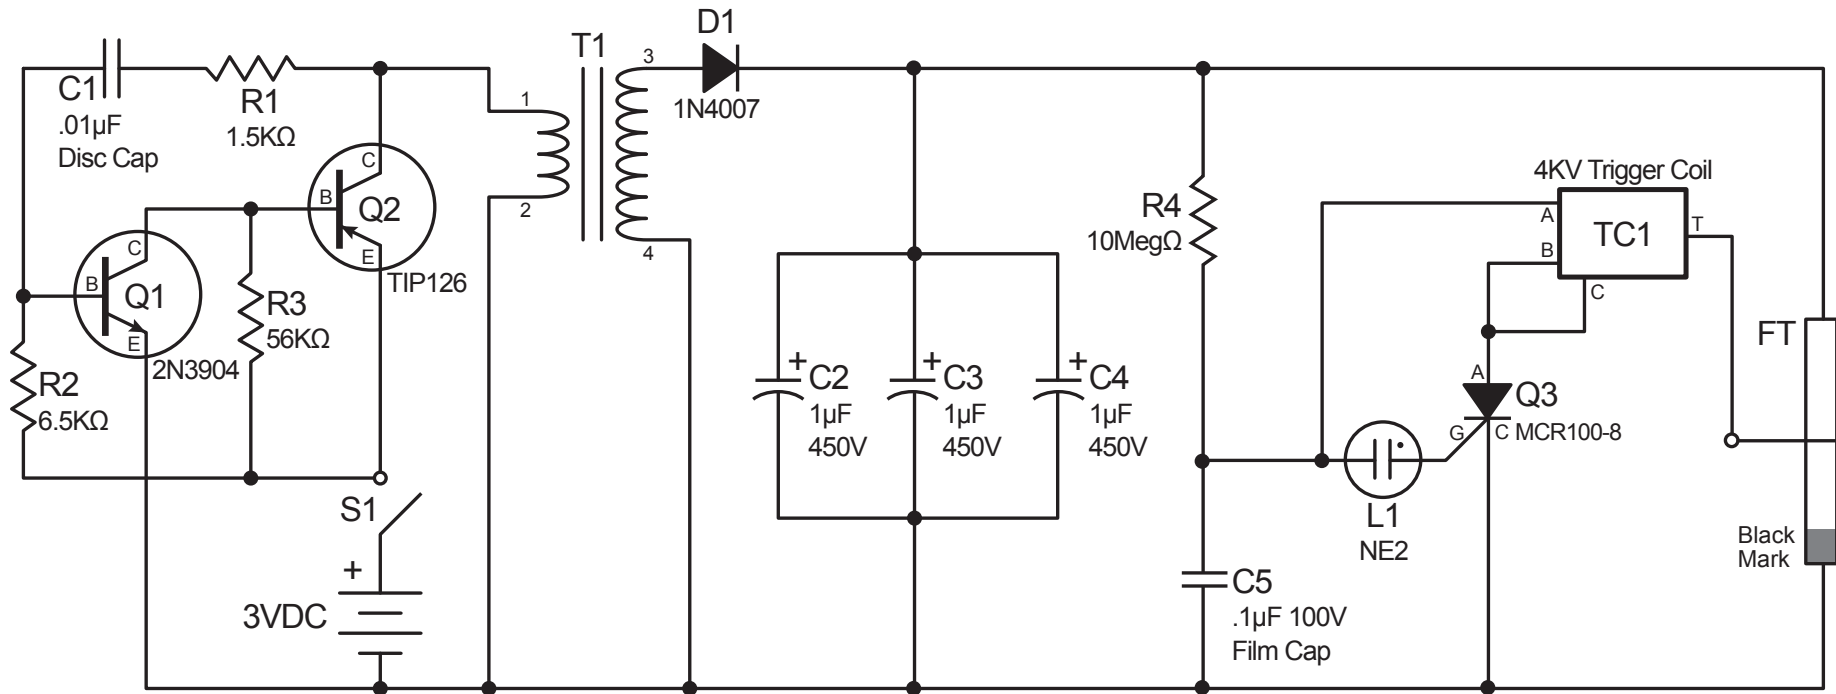 D1
T1
3
C1
.01µF
Disc Cap
R1
1.5KΩ
1
1N4007
C
4KV Trigger Coil
B
Q2
2
R4
10MegΩ
A
TC1
T
4
B
E
C
B
Q1
TIP126
C
R3
56KΩ
E
2N3904
FT
R2
6.5KΩ
+
C2
1µF
450V
+
C3
1µF
450V
+
C4
1µF
450V
A
Q3
G
C
MCR100-8
S1
L1
NE2
Black
Mark
+
3VDC
C5
.1µF 100V
Film Cap